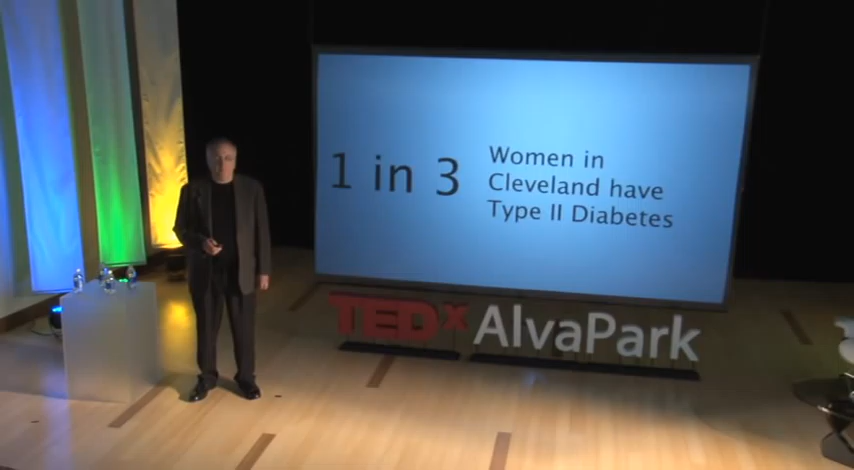 1 in 3
Women in
Cleveland have
Type II Diabetes
TEDx AlvaPark